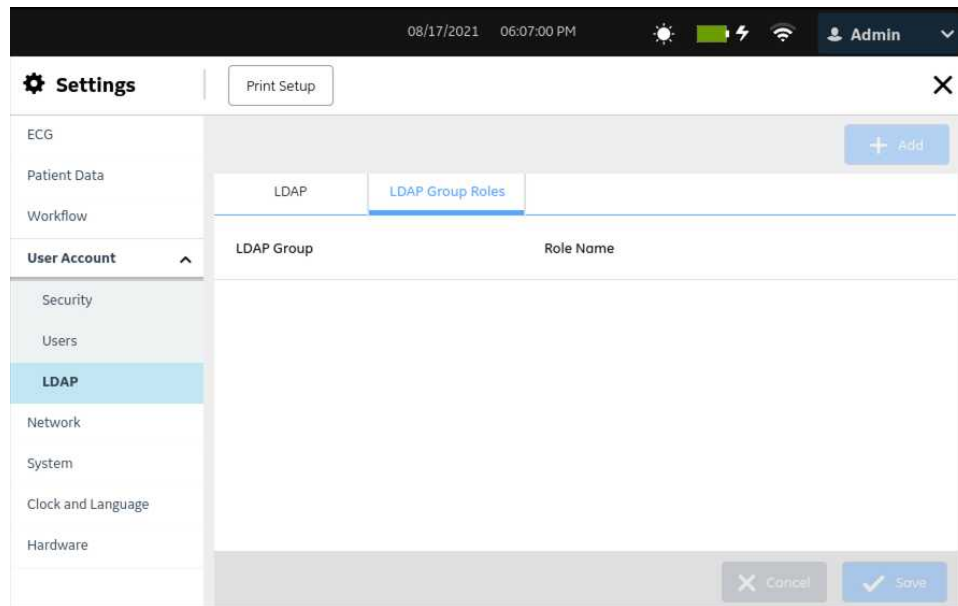 08/17/2021 06:07:00 PM Admin
Settings
Print Setup
ECG
Patient Data
Workflow
User Account
Security
Users
LDAP
Network
System
Clock and Language
Hardware
+ Add
LDAP LDAP Group Roles
LDAP Group Role Name
Cancel Save